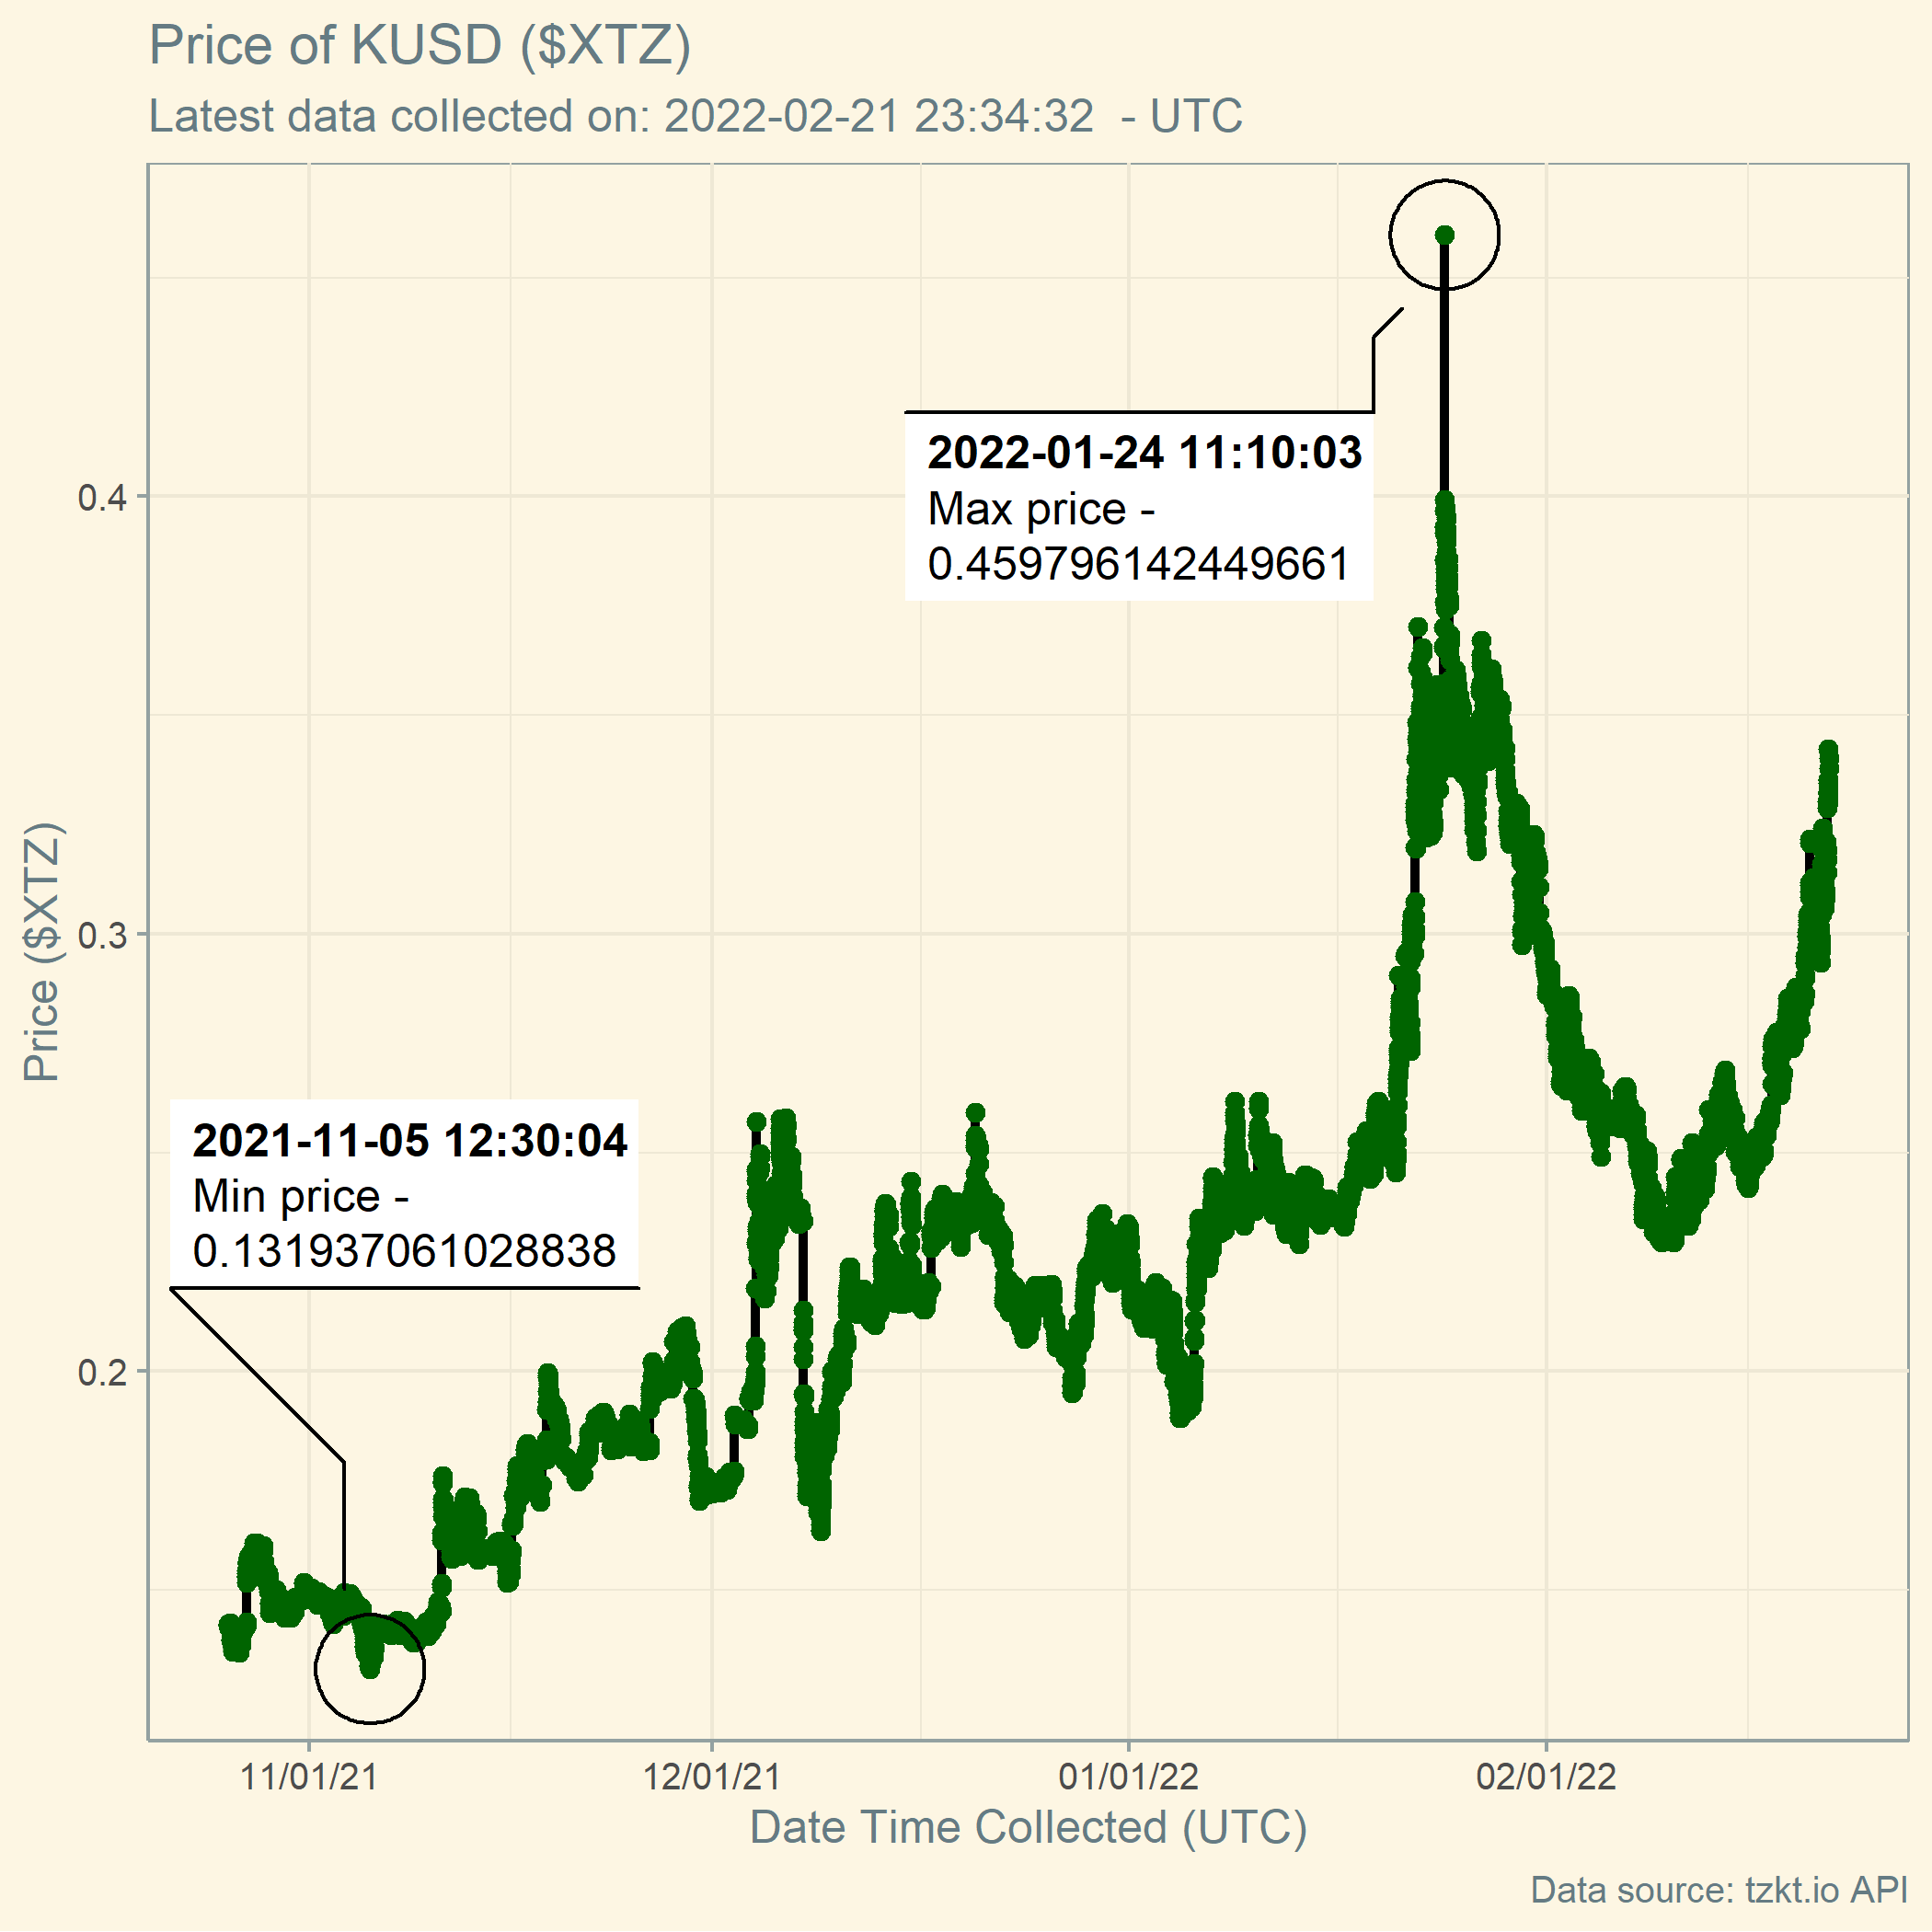 Price of KUSD ($XTZ)
Latest data collected on: 2022-02-21 23:34:32  - UTC
2022-01-24 11:10:03
Max price -
0.459796142449661
0.4
0.3
0.2
Price ($XTZ)
2021-11-05 12:30:04
Min price -
0.131937061028838
11/01/21
12/01/21
01/01/22
02/01/22
Date Time Collected (UTC)
Data source: tzkt.io API